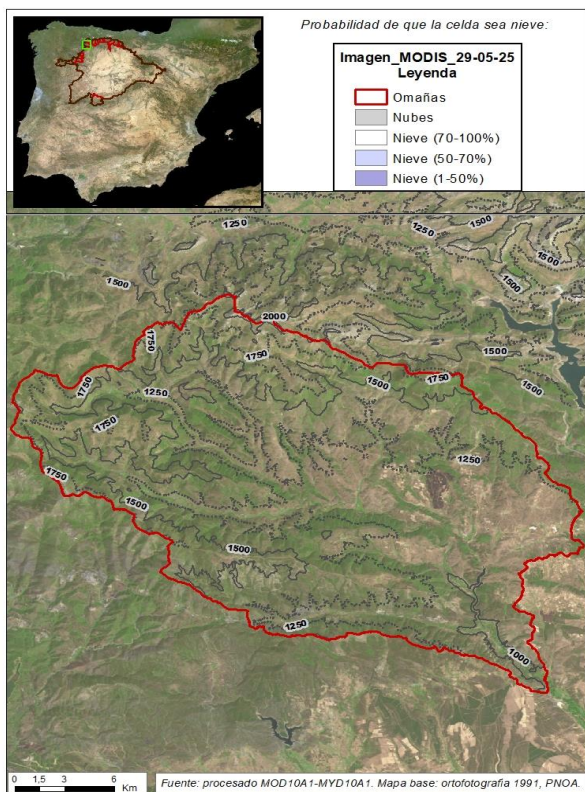 Probabilidad de que la celda sea nieve:
Imagen_MODIS_29-05-25
Leyenda
Omañas
Nubes
Nieve (70-100%)
Nieve (50-70%)
Nieve (1-50%)
1250
1250
1500
1500
1500
1500
2000
1750
1750
1500
1500
1750
1500
1750
1250
1750
1250
1750
1500
1500
1250
1000
0 1,5 3 6
Km
Fuente: procesado MOD10A1-MYD10A1. Mapa base: ortofotografía 1991, PNOA.